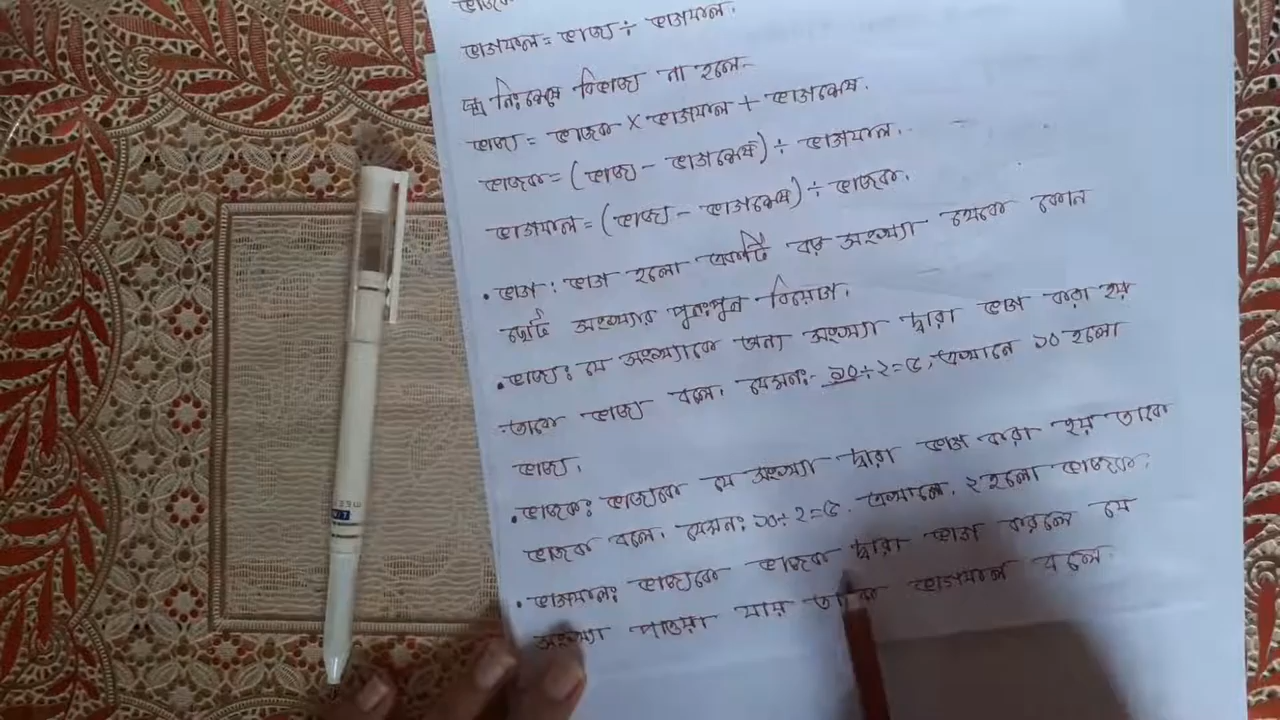 ভাজক
ভাগফল = ভাজ্য ÷ ভাগফল.
নিঃশেষে বিভাজ্য না হলে-
ভাজ্য = ভাজক × ভাগফল + ভাগশেষ.
ভাজক = (ভাজ্য - ভাগশেষ) ÷ ভাগফল.
ভাগফল = (ভাজ্য - ভাগশেষ) ÷ ভাজক.
• ভাগ : ভাগ হলো একটি বড় সংখ্যা থেকে কোন
ছোট সংখ্যার পুনঃপুন বিয়োগ.
• ভাজ্য : যে সংখ্যাকে অন্য সংখ্যা দ্বারা ভাগ করা হয়
তাকে ভাজ্য বলে. যেমন:- ১০ ÷ ২ = ৫, এখানে ১০ হলো
ভাজ্য.
• ভাজক : ভাজ্যকে যে সংখ্যা দ্বারা ভাগ করা হয় তাকে
ভাজক বলে. যেমন: ১০ ÷ ২ = ৫. এখানে, ২ হলো ভাজক.
• ভাগফল : ভাজ্যকে ভাজক দ্বারা ভাগ করলে যে
সংখ্যা পাওয়া যায় তাকে ভাগফল বলে.